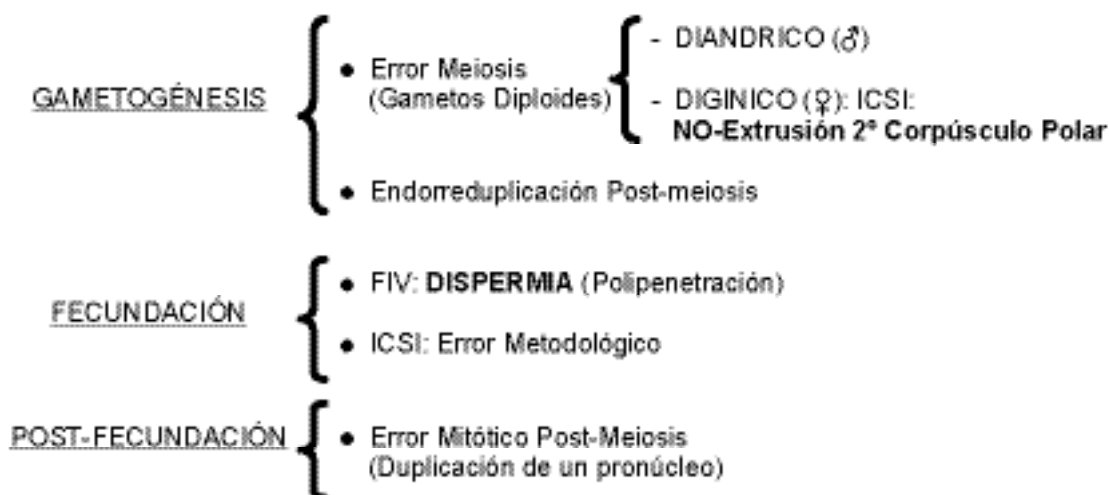 GAMETOGÉNESIS
● Error Meiosis
(Gametos Diploides)
- DIANDRICO (♂)
- DIGINICO (♀): ICSI:
NO-Extrusión 2º Corpúsculo Polar
● Endorreduplicación Post-meiosis
FECUNDACIÓN
● FIV: DISPERMIA (Polipenetración)
● ICSI: Error Metodológico
POST-FECUNDACIÓN
● Error Mitótico Post-Meiosis
(Duplicación de un pronúcleo)